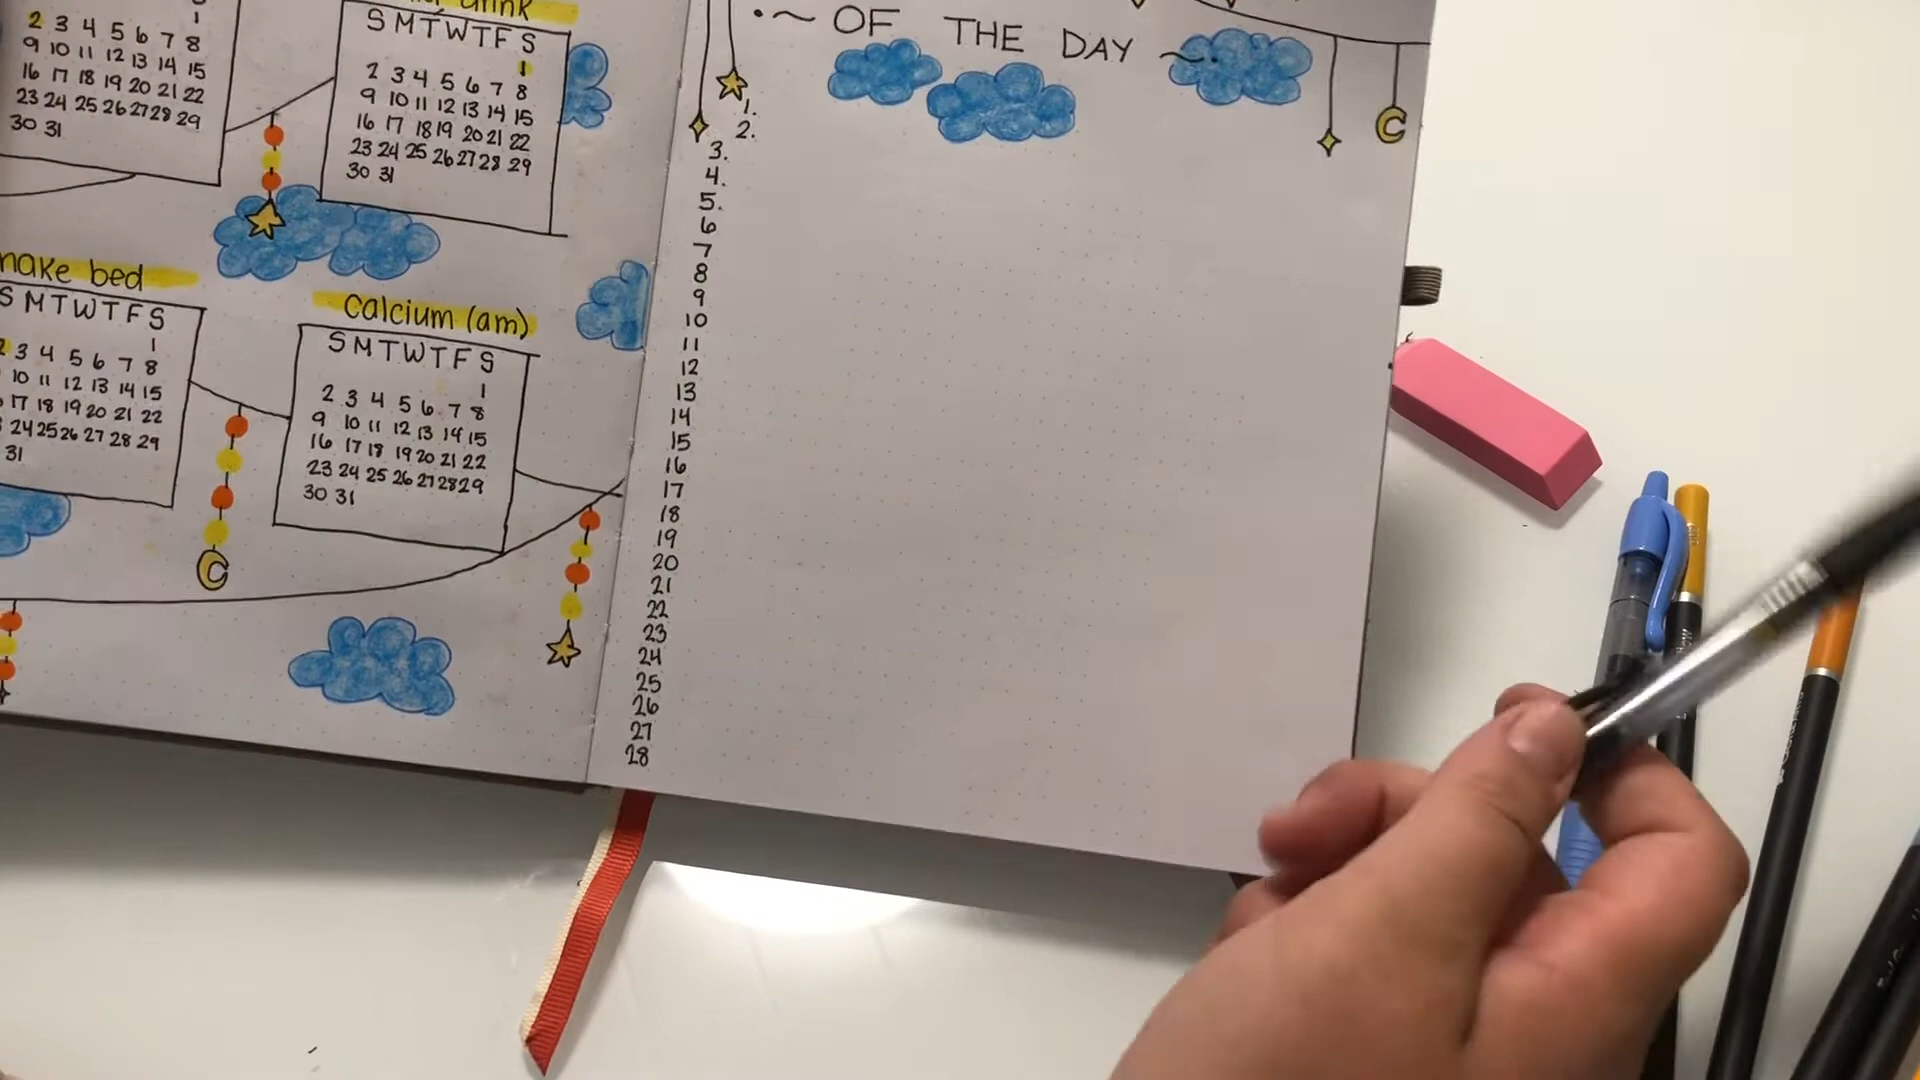 drink
2 3 4 5 6 7 8
9 10 11 12 13 14 15
16 17 18 19 20 21 22
23 24 25 26 27 28 29
30 31
S M T W T F S
1
2 3 4 5 6 7 8
9 10 11 12 13 14 15
16 17 18 19 20 21 22
23 24 25 26 27 28 29
30 31
make bed
S M T W T F S
1
2 3 4 5 6 7 8
10 11 12 13 14 15
17 18 19 20 21 22
24 25 26 27 28 29
31
calcium (am)
S M T W T F S
1
2 3 4 5 6 7 8
9 10 11 12 13 14 15
16 17 18 19 20 21 22
23 24 25 26 27 28 29
30 31
OF THE DAY
1.
2.
3.
4.
5.
6
7
8
9
10
11
12
13
14
15
16
17
18
19
20
21
22
23
24
25
26
27
28